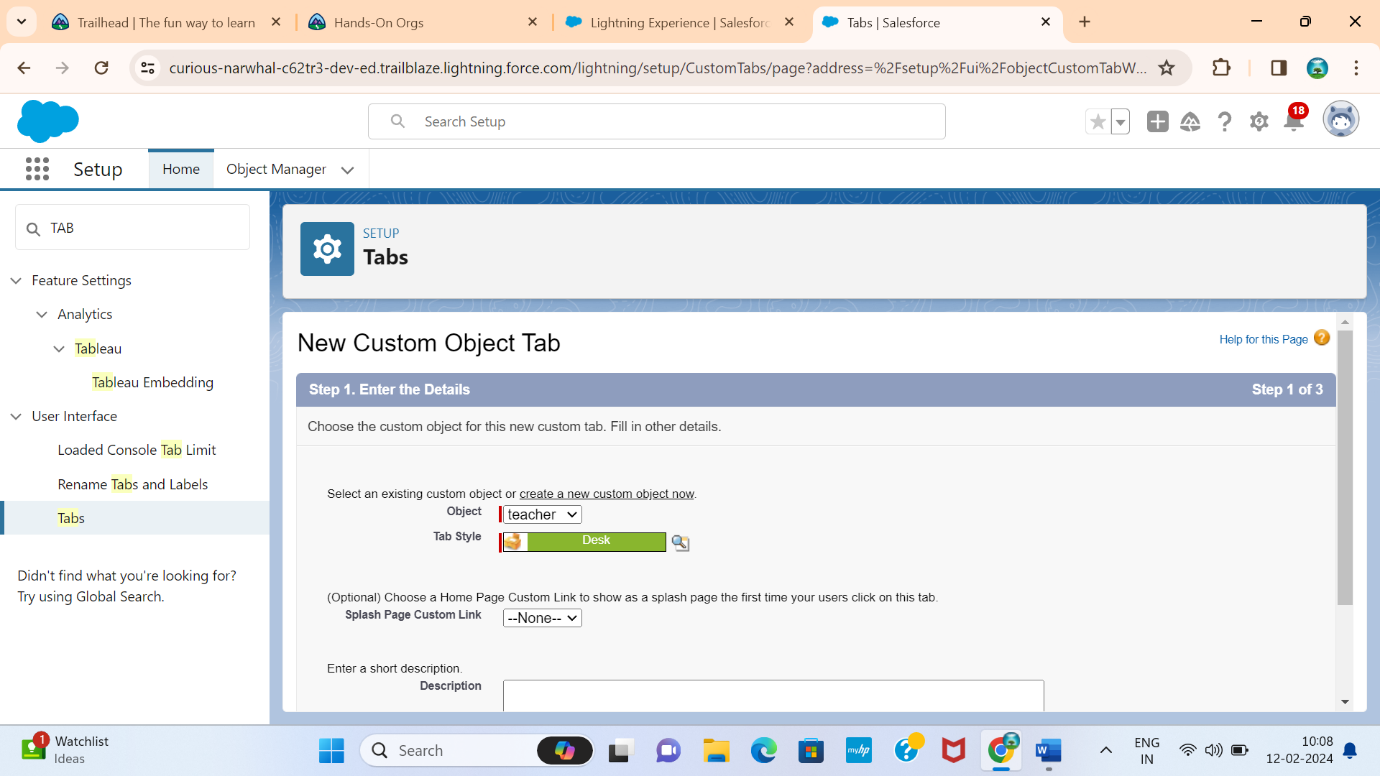 Trailhead | The fun way to learn
Hands-On Orgs
Lightning Experience | Salesforc
Tabs | Salesforce
curious-narwhal-c62tr3-dev-ed.trailblaze.lightning.force.com/lightning/setup/CustomTabs/page?address=%2Fsetup%2Fui%2FobjectCustomTabW...
Search Setup
18
Setup
Home
Object Manager
TAB
Feature Settings
Analytics
Tableau
Tableau Embedding
User Interface
Loaded Console Tab Limit
Rename Tabs and Labels
Tabs
Didn't find what you're looking for?
Try using Global Search.
SETUP
Tabs
New Custom Object Tab
Help for this Page ?
Step 1. Enter the Details
Step 1 of 3
Choose the custom object for this new custom tab. Fill in other details.
Select an existing custom object or create a new custom object now.
Object
teacher
Tab Style
Desk
(Optional) Choose a Home Page Custom Link to show as a splash page the first time your users click on this tab.
Splash Page Custom Link
--None--
Enter a short description.
Description
1
Watchlist
Ideas
Search
myhp
W
ENG
IN
10:08
12-02-2024